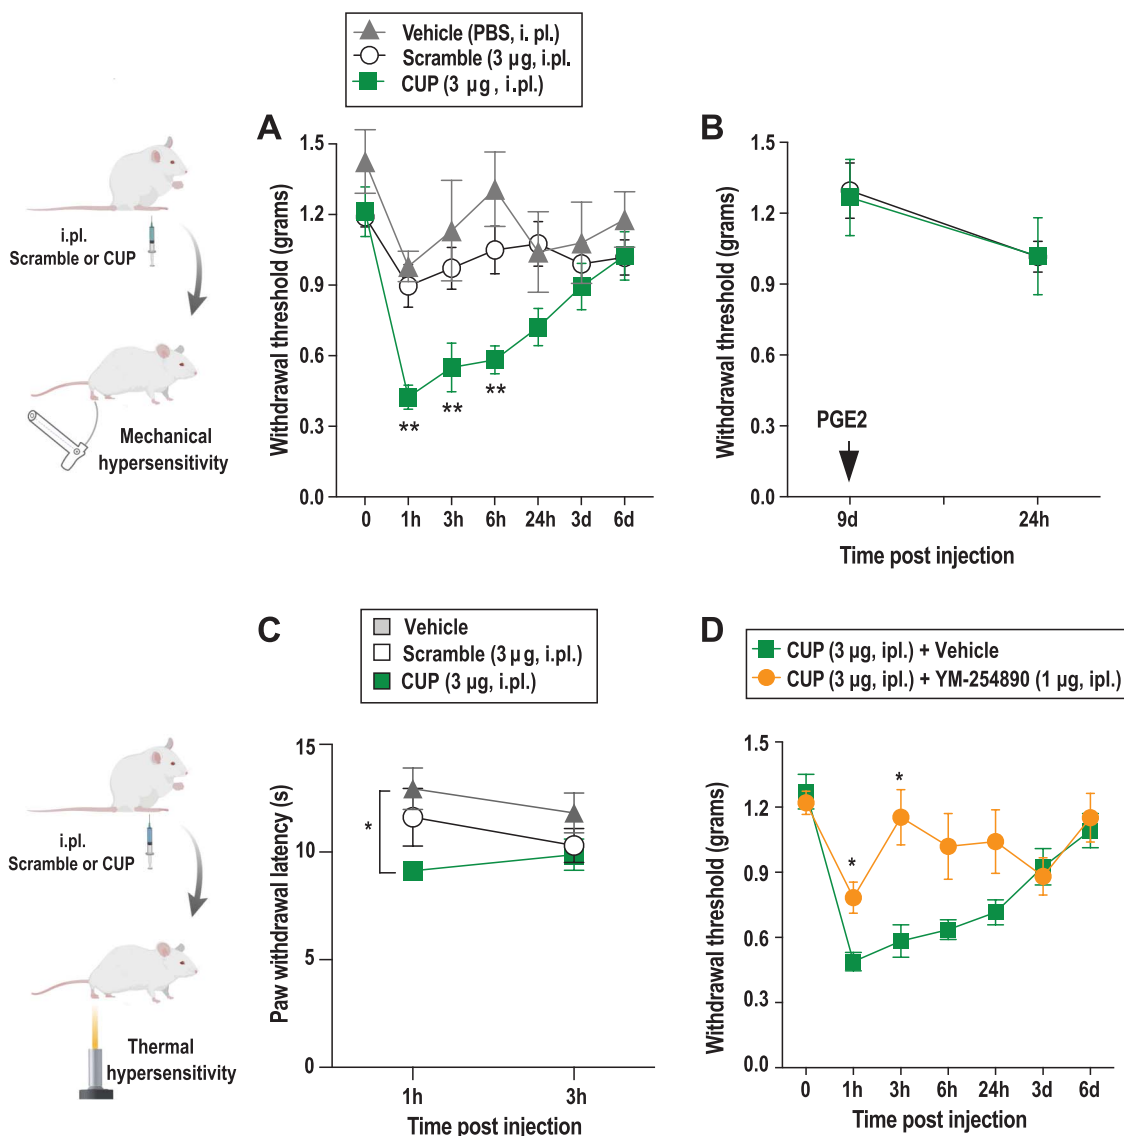 Vehicle (PBS, i. pl.)
Scramble (3 µg, i.pl.
CUP (3 µg , i.pl.)
i.pl.
Scramble or CUP
Mechanical
hypersensitivity
A
Withdrawal threshold (grams)
1.5
1.2
0.9
0.6
0.3
0.0
** ** **
0 1h 3h 6h 24h 3d 6d
B
Withdrawal threshold (grams)
1.5
1.2
0.9
0.6
0.3
0.0
PGE2
9d 24h
Time post injection
i.pl.
Scramble or CUP
Thermal
hypersensitivity
C
Vehicle
Scramble (3 µg, i.pl.)
CUP (3 µg, i.pl.)
Paw withdrawal latency (s)
15
10
5
0
*
1h 3h
Time post injection
D
CUP (3 µg, ipl.) + Vehicle
CUP (3 µg, ipl.) + YM-254890 (1 µg, ipl.)
Withdrawal threshold (grams)
1.5
1.2
0.9
0.6
0.3
0.0
* *
0 1h 3h 6h 24h 3d 6d
Time post injection